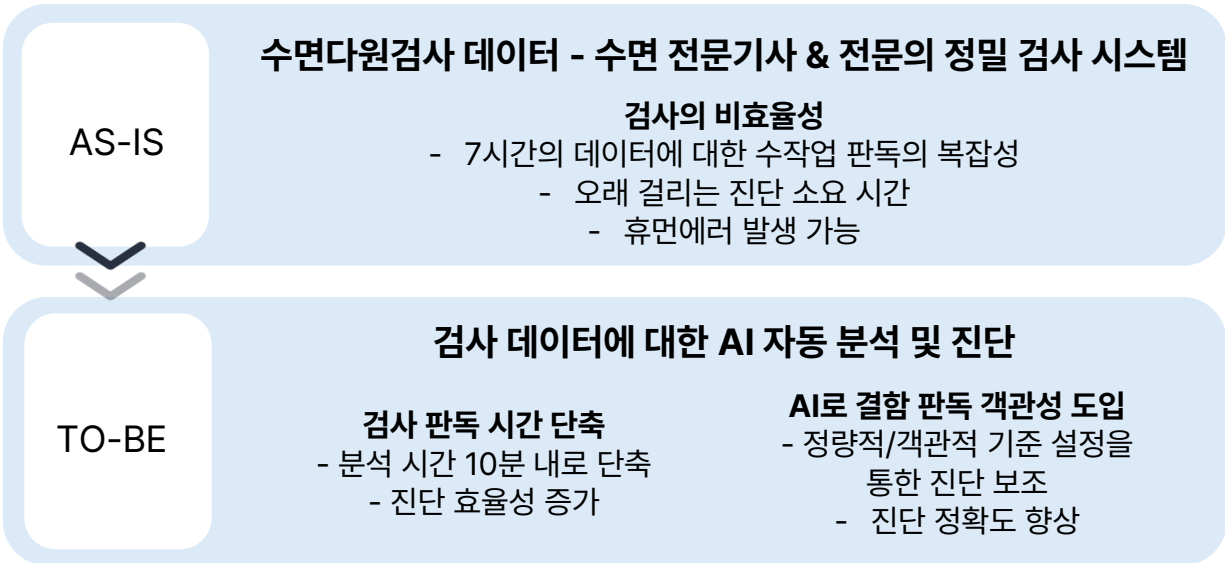 AS-IS
수면다원검사 데이터 - 수면 전문기사 & 전문의 정밀 검사 시스템
검사의 비효율성
- 7시간의 데이터에 대한 수작업 판독의 복잡성
- 오래 걸리는 진단 소요 시간
- 휴먼에러 발생 가능
TO-BE
검사 데이터에 대한 AI 자동 분석 및 진단
검사 판독 시간 단축
- 분석 시간 10분 내로 단축
- 진단 효율성 증가
AI로 결함 판독 객관성 도입
- 정량적/객관적 기준 설정을
통한 진단 보조
- 진단 정확도 향상